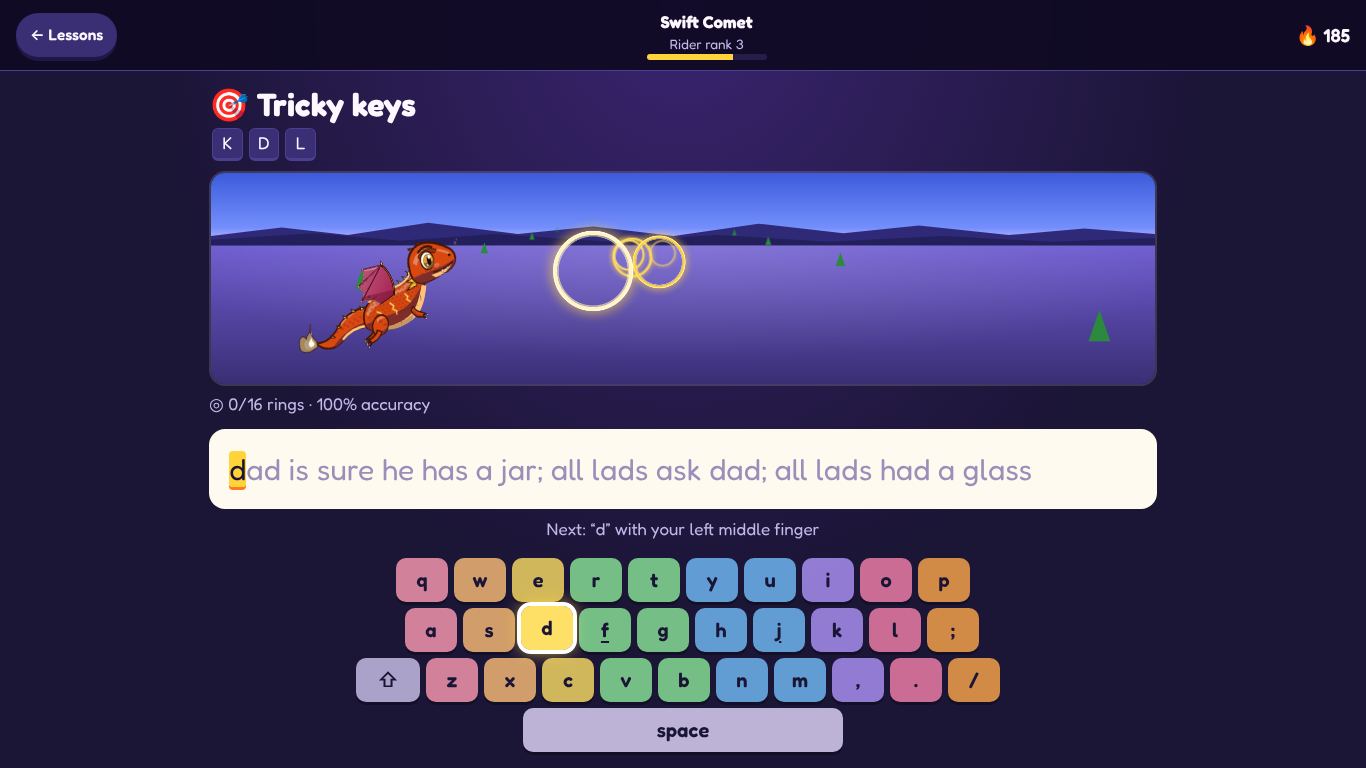 ← Lessons
Swift Comet
Rider rank 3
🔥 185
🎯 Tricky keys
K D L
◎ 0/16 rings · 100% accuracy
dad is sure he has a jar; all lads ask dad; all lads had a glass
Next: “d” with your left middle finger
q w e r t y u i o p
a s d f g h j k l ;
⇧ z x c v b n m , . /
space